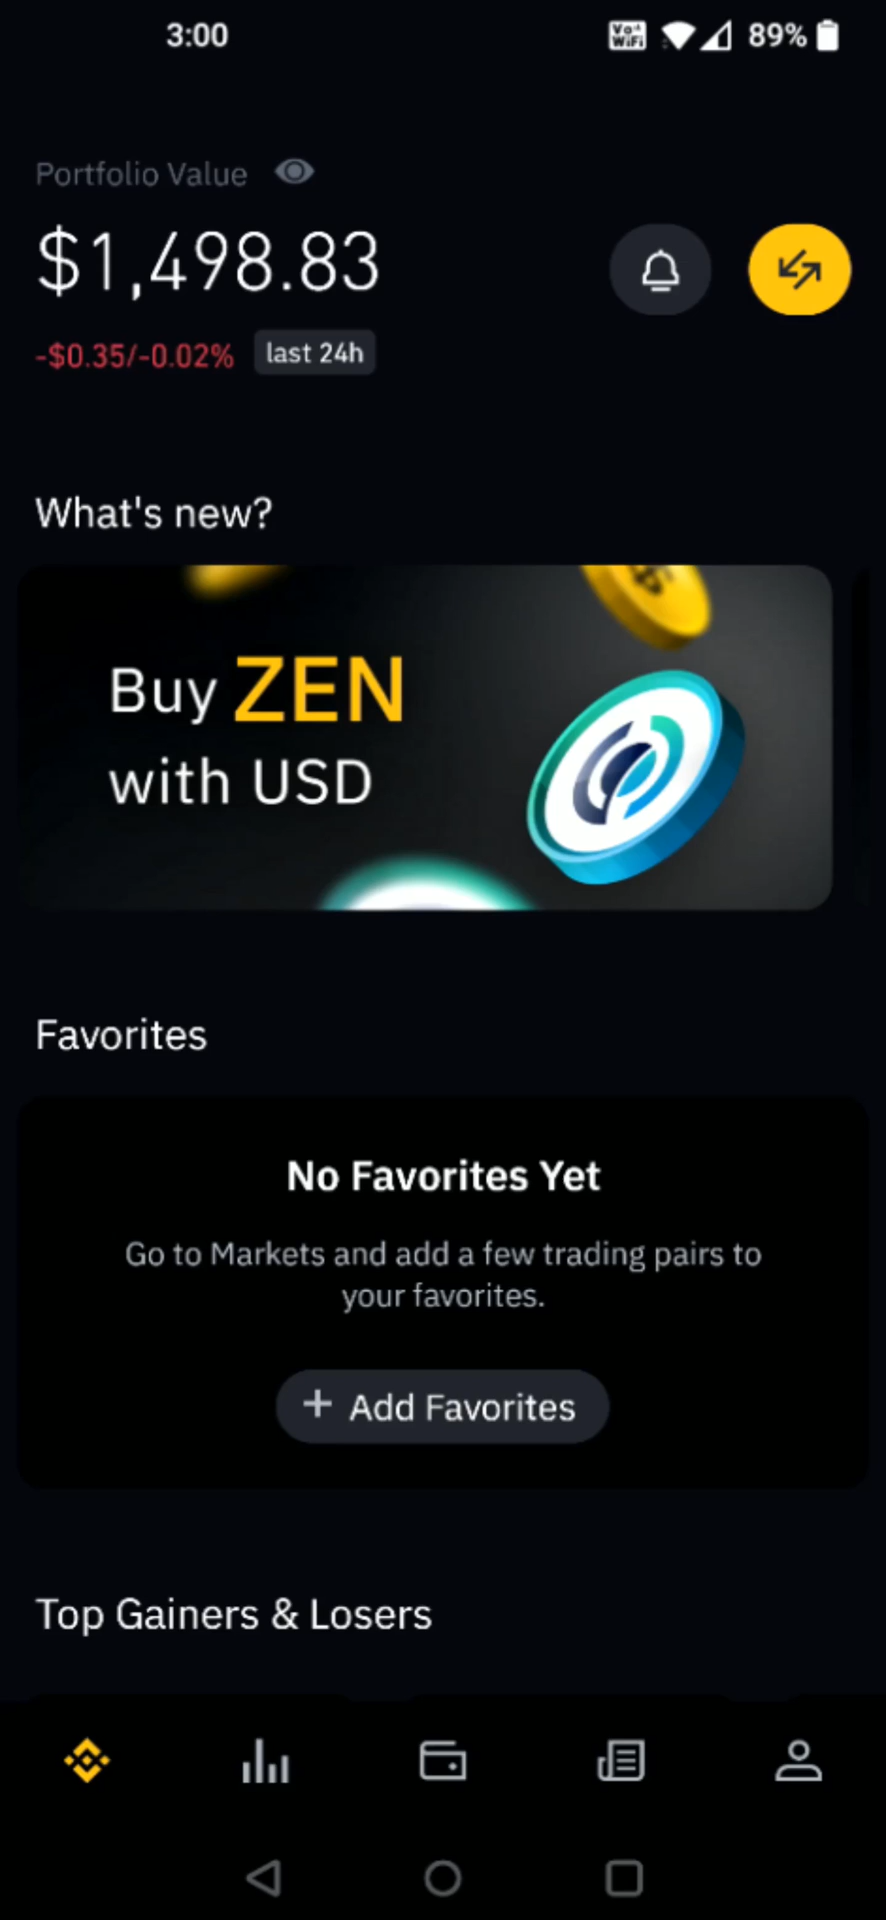 3:00
Vo
WiFi
89%
Portfolio Value
$1,498.83
-$0.35/-0.02%
last 24h
What's new?
Buy ZEN
with USD
Favorites
No Favorites Yet
Go to Markets and add a few trading pairs to
your favorites.
+ Add Favorites
Top Gainers & Losers